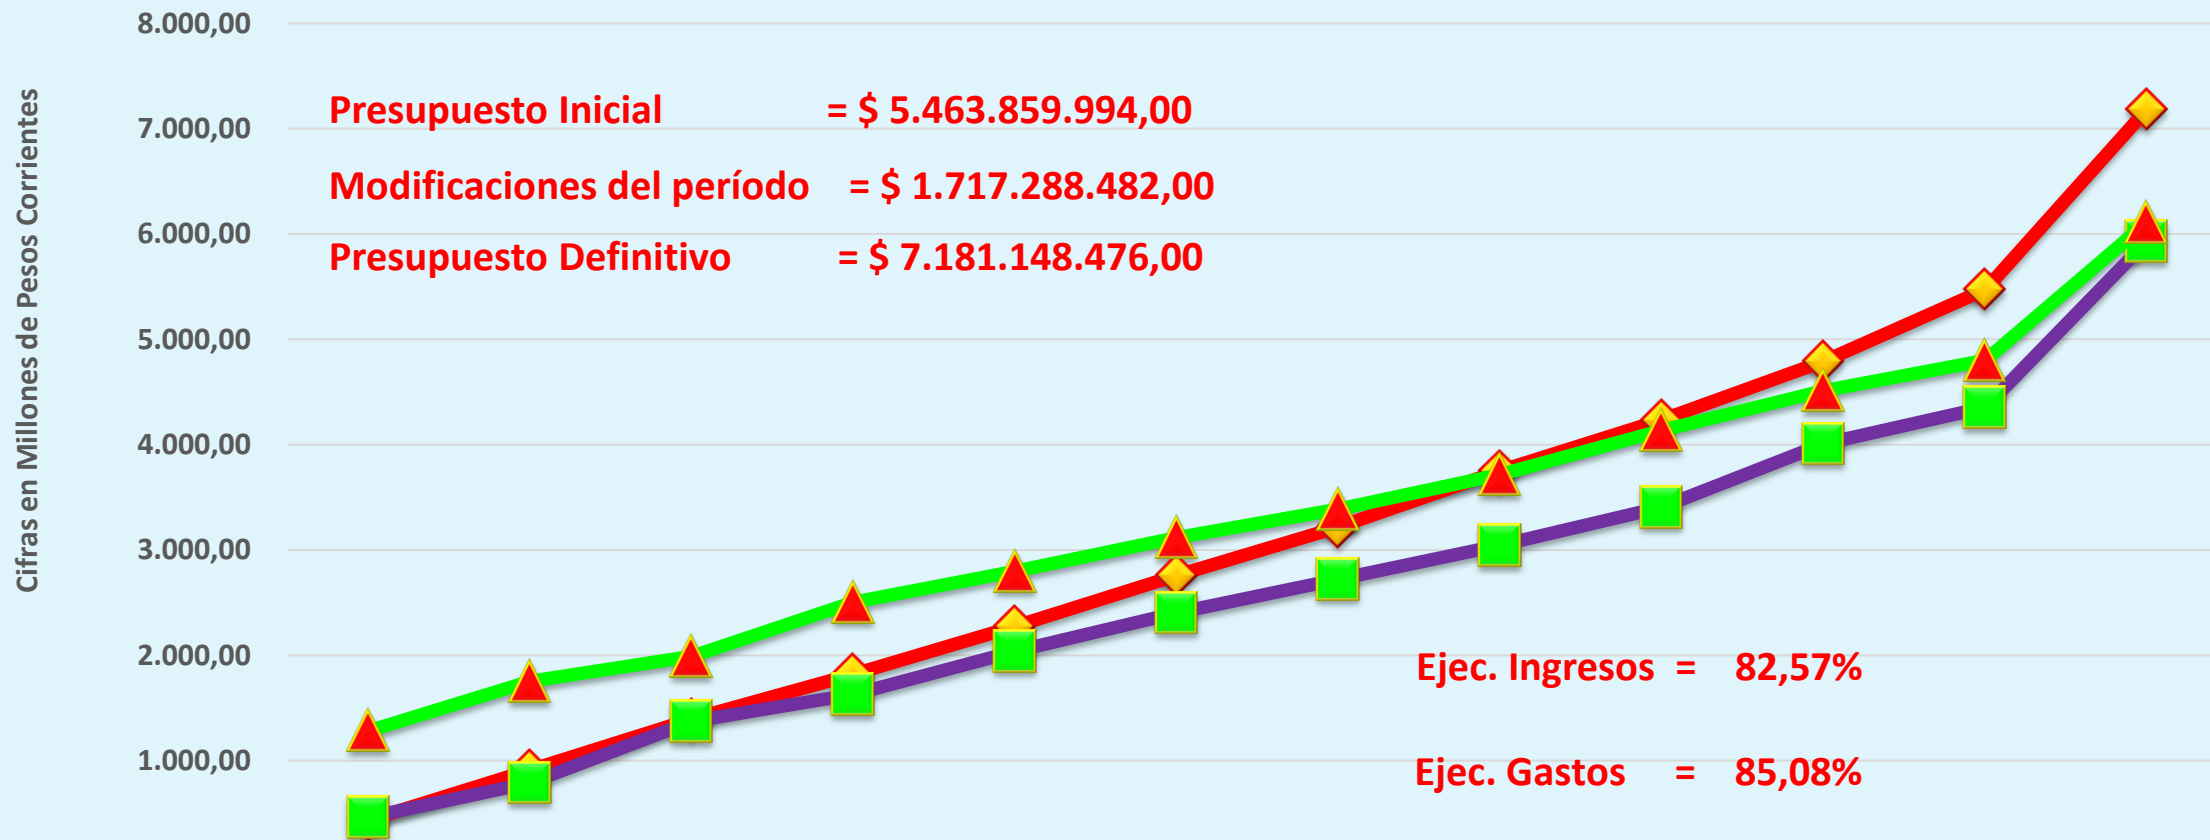 8.000,00
7.000,00
6.000,00
5.000,00
4.000,00
3.000,00
2.000,00
1.000,00
Cifras en Millones de Pesos Corrientes
Presupuesto Inicial = $ 5.463.859.994,00
Modificaciones del período = $ 1.717.288.482,00
Presupuesto Definitivo = $ 7.181.148.476,00
Ejec. Ingresos = 82,57%
Ejec. Gastos = 85,08%